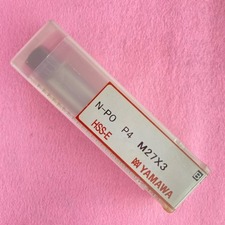 N-PO P4 M27X3
HSS-E YAMAWA